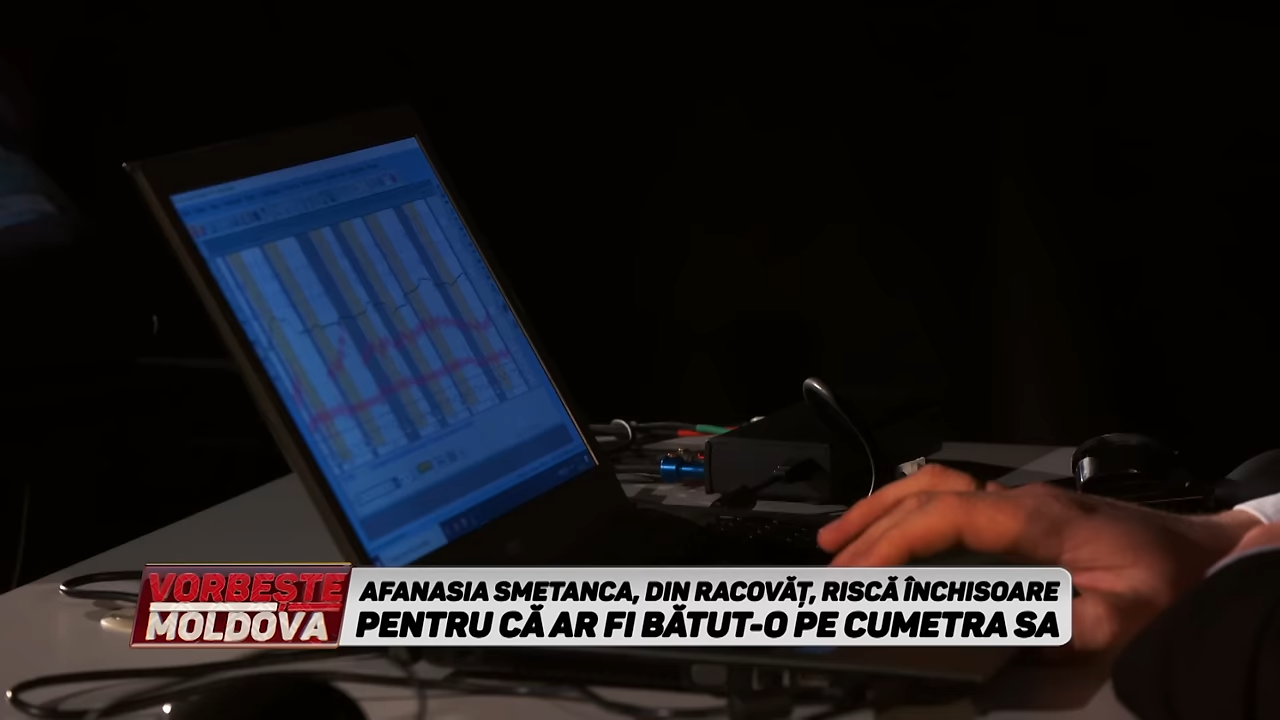 VORBEȘTE
MOLDOVA
AFANASIA SMETANCA, DIN RACOVĂȚ, RISCĂ ÎNCHISOARE
PENTRU CĂ AR FI BĂTUT-O PE CUMETRA SA